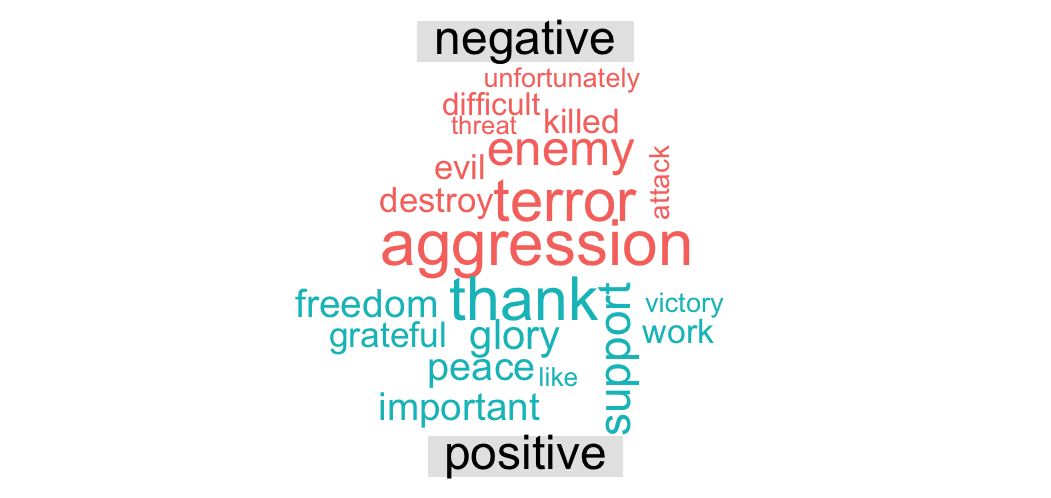 negative
unfortunately
difficult
threat
killed
enemy
evil
attack
destroy
terror
aggression
freedom
thank
support
victory
grateful
glory
work
peace
like
important
positive